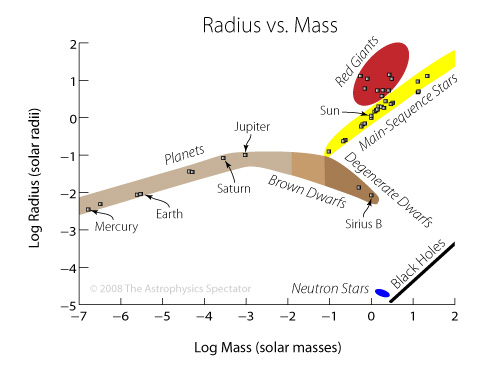 Radius vs. Mass
Log Radius (solar radii)
2
1
0
−1
−2
−3
−4
−5
Red Giants
Main-Sequence Stars
Sun
Jupiter
Planets
Saturn
Brown Dwarfs
Degenerate Dwarfs
Earth
Mercury
Sirius B
Black Holes
Neutron Stars
© 2008 The Astrophysics Spectator
−7 −6 −5 −4 −3 −2 −1 0 1 2
Log Mass (solar masses)